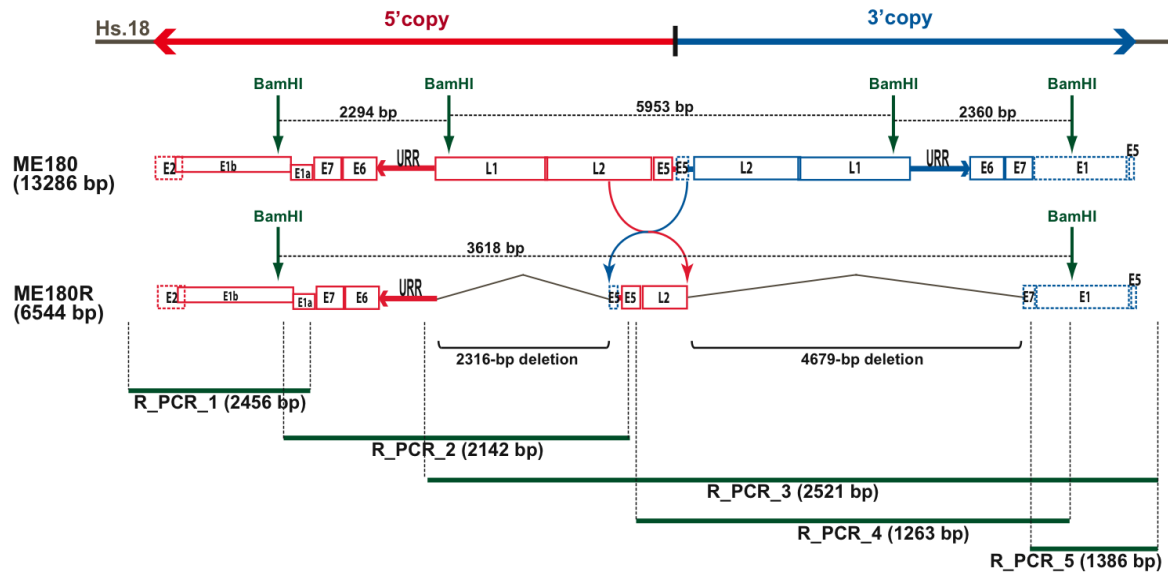 5'copy
3'copy
Hs.18
BamHI
BamHI
BamHI
BamHI
2294 bp
5953 bp
2360 bp
ME180
(13286 bp)
E2
E1b
E1a
E7
E6
URR
L1
L2
E5
E5
L2
L1
URR
E6
E7
E1
E5
BamHI
BamHI
3618 bp
ME180R
(6544 bp)
E2
E1b
E1a
E7
E6
URR
E5
E5
L2
E7
E1
E5
2316-bp deletion
4679-bp deletion
R_PCR_1 (2456 bp)
R_PCR_2 (2142 bp)
R_PCR_3 (2521 bp)
R_PCR_4 (1263 bp)
R_PCR_5 (1386 bp)